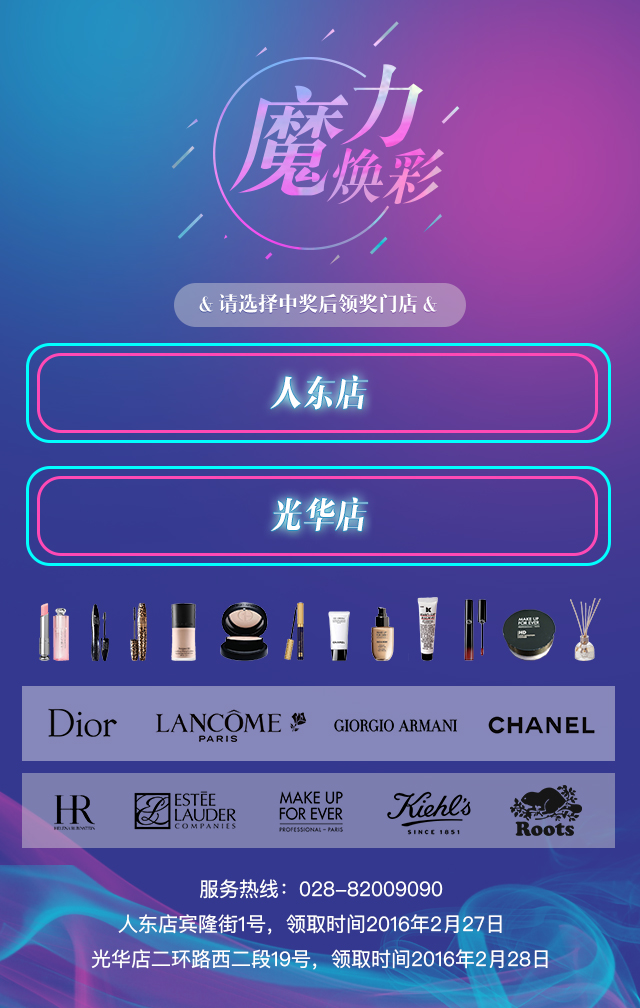 魔力
焕彩
& 请选择中奖后领奖门店 &
人东店
光华店
MAKE UP
FOR EVER
HD
Dior
LANCÔME
PARIS
GIORGIO ARMANI
CHANEL
HR
HELENA RUBINSTEIN
ESTĒE
LAUDER
COMPANIES
MAKE UP
FOR EVER
PROFESSIONAL – PARIS
Kiehl's
SINCE 1851
Roots
服务热线：028–82009090
人东店宾隆街1号，领取时间2016年2月27日
光华店二环路西二段19号，领取时间2016年2月28日